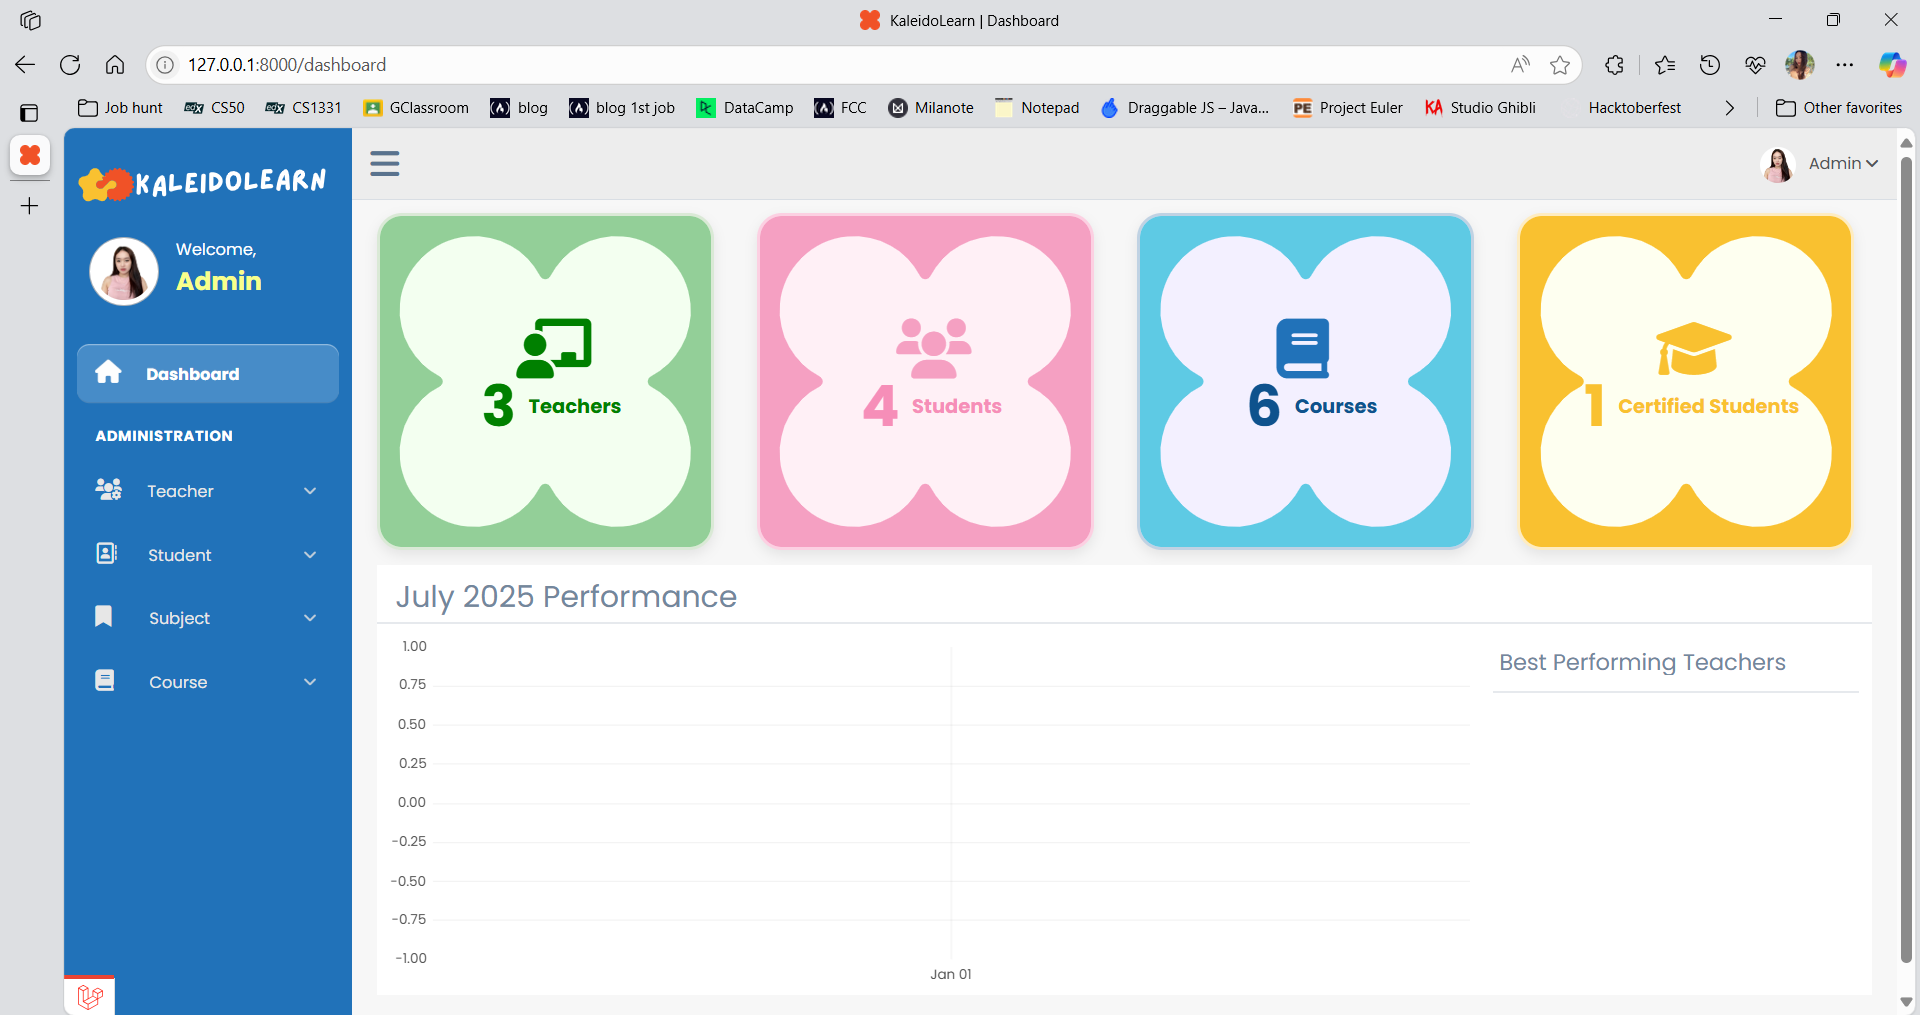 KaleidoLearn | Dashboard
127.0.0.1:8000/dashboard
Job hunt
edX CS50
edX CS1331
GClassroom
blog
blog 1st job
DataCamp
FCC
Milanote
Notepad
Draggable JS – Java...
PE Project Euler
KA Studio Ghibli
Hacktoberfest
Other favorites
KALEIDOLEARN
Welcome,
Admin
Dashboard
ADMINISTRATION
Teacher
Student
Subject
Course
Admin
3 Teachers
4 Students
6 Courses
1 Certified Students
July 2025 Performance
1.00
0.75
0.50
0.25
0.00
-0.25
-0.50
-0.75
-1.00
Jan 01
Best Performing Teachers